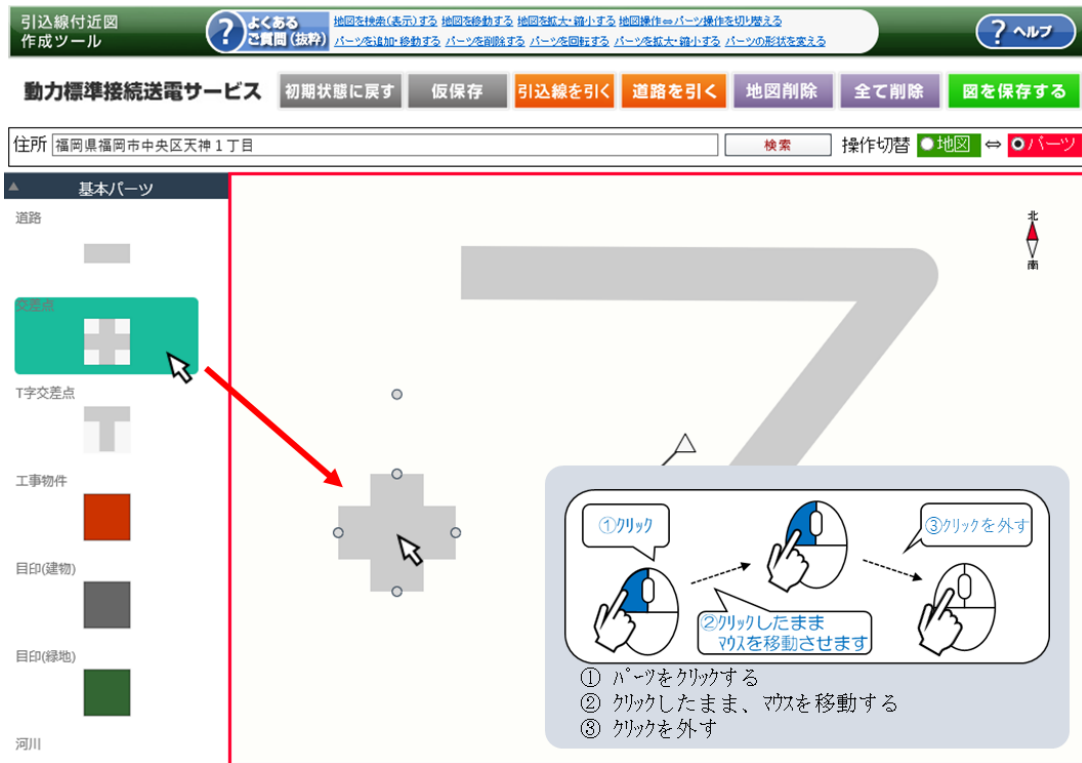 引込線付近図
作成ツール
? よくある
ご質問(抜粋)
地図を検索(表示)する 地図を移動する 地図を拡大・縮小する 地図操作⇔パーツ操作を切り替える
パーツを追加・移動する パーツを削除する パーツを回転する パーツを拡大・縮小する パーツの形状を変える
? ヘルプ
動力標準接続送電サービス 初期状態に戻す 仮保存 引込線を引く 道路を引く 地図削除 全て削除 図を保存する
住所 福岡県福岡市中央区天神1丁目 検索 操作切替 地図 ⇔ パーツ
基本パーツ
道路
交差点
T字交差点
工事物件
目印(建物)
目印(緑地)
河川
北
南
①クリック
②クリックしたまま
マウスを移動させます
③クリックを外す
① パーツをクリックする
② クリックしたまま、マウスを移動する
③ クリックを外す